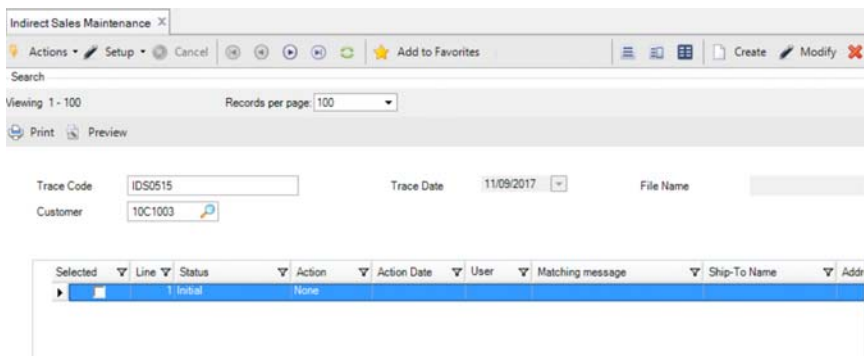 Indirect Sales Maintenance X
Actions Setup Cancel Add to Favorites Create Modify
Search
Viewing 1 - 100 Records per page: 100
Print Preview
Trace Code IDS0515 Trace Date 11/09/2017 File Name
Customer 10C1003
Selected Line Status Action Action Date User Matching message Ship-To Name Addr
1 Initial None